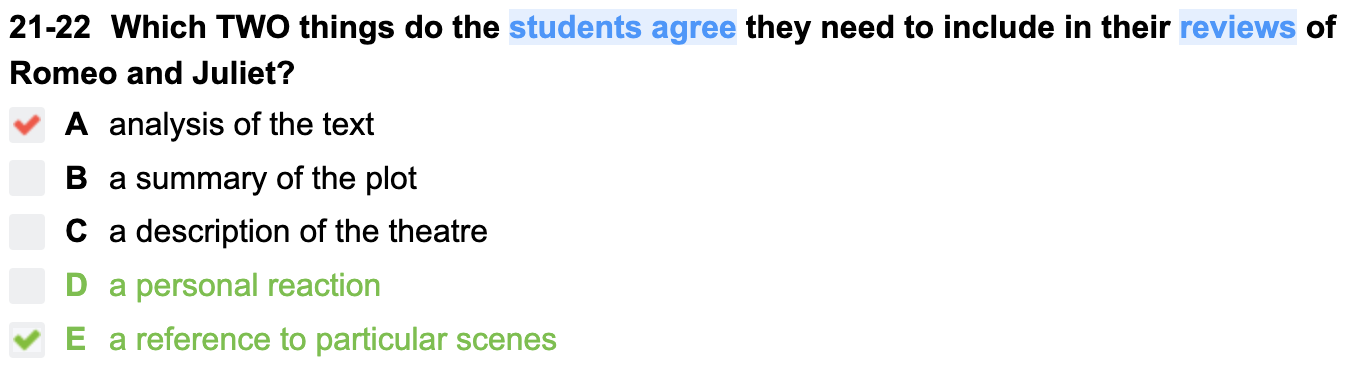 21-22 Which TWO things do the students agree they need to include in their reviews of
Romeo and Juliet?
A analysis of the text
B a summary of the plot
C a description of the theatre
D a personal reaction
E a reference to particular scenes